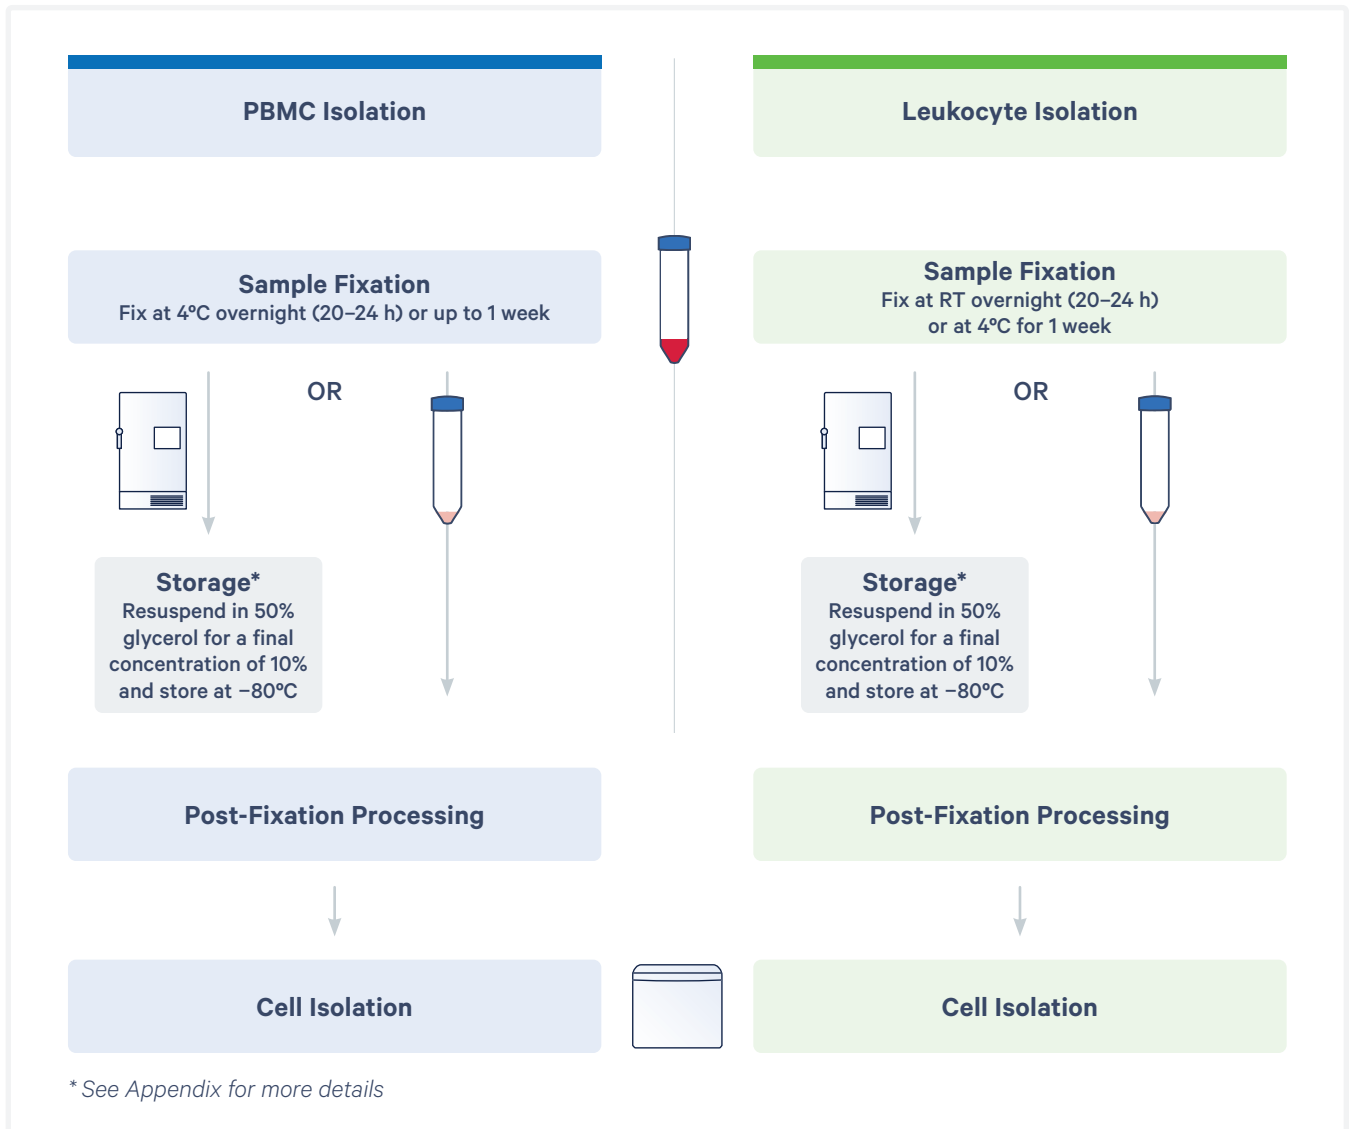 PBMC Isolation
Sample Fixation
Fix at 4°C overnight (20–24 h) or up to 1 week
OR
Storage*
Resuspend in 50%
glycerol for a final
concentration of 10%
and store at −80°C
Post-Fixation Processing
Cell Isolation
Leukocyte Isolation
Sample Fixation
Fix at RT overnight (20–24 h)
or at 4°C for 1 week
OR
Storage*
Resuspend in 50%
glycerol for a final
concentration of 10%
and store at −80°C
Post-Fixation Processing
Cell Isolation
* See Appendix for more details